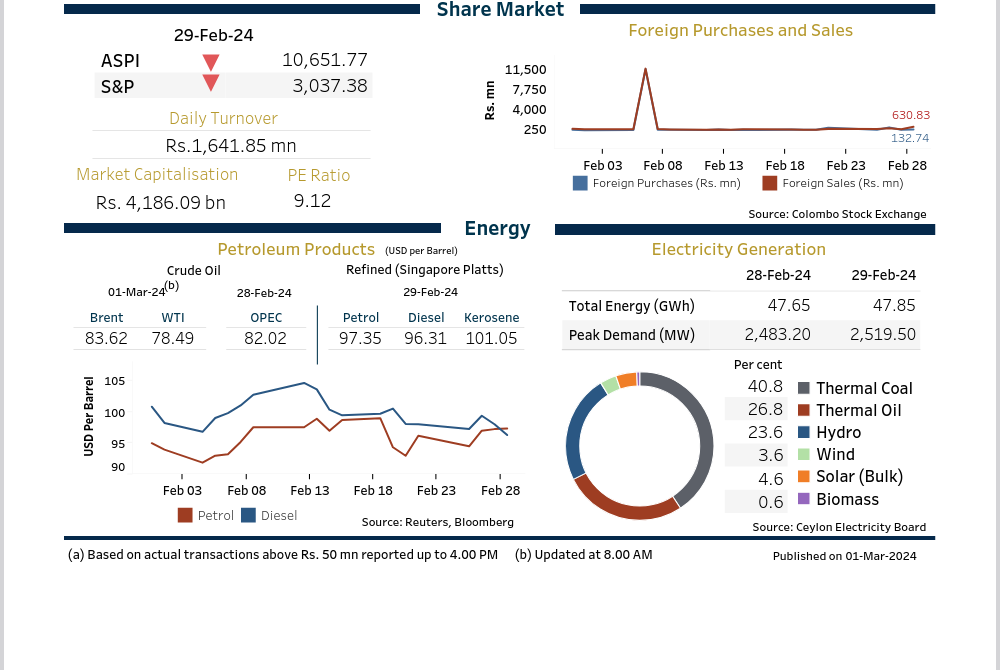 Share Market
29-Feb-24
ASPI 10,651.77
S&P 3,037.38
Daily Turnover
Rs.1,641.85 mn
Market Capitalisation PE Ratio
Rs. 4,186.09 bn 9.12
Foreign Purchases and Sales
Rs. mn
11,500
7,750
4,000
250
630.83
132.74
Feb 03 Feb 08 Feb 13 Feb 18 Feb 23 Feb 28
Foreign Purchases (Rs. mn) Foreign Sales (Rs. mn)
Source: Colombo Stock Exchange
Energy
Petroleum Products (USD per Barrel)
Crude Oil Refined (Singapore Platts)
01-Mar-24(b) 28-Feb-24 29-Feb-24
Brent WTI OPEC Petrol Diesel Kerosene
83.62 78.49 82.02 97.35 96.31 101.05
USD Per Barrel
105
100
95
90
Feb 03 Feb 08 Feb 13 Feb 18 Feb 23 Feb 28
Petrol Diesel
Source: Reuters, Bloomberg
Electricity Generation
28-Feb-24 29-Feb-24
Total Energy (GWh) 47.65 47.85
Peak Demand (MW) 2,483.20 2,519.50
Per cent
40.8 Thermal Coal
26.8 Thermal Oil
23.6 Hydro
3.6 Wind
4.6 Solar (Bulk)
0.6 Biomass
Source: Ceylon Electricity Board
(a) Based on actual transactions above Rs. 50 mn reported up to 4.00 PM (b) Updated at 8.00 AM Published on 01-Mar-2024